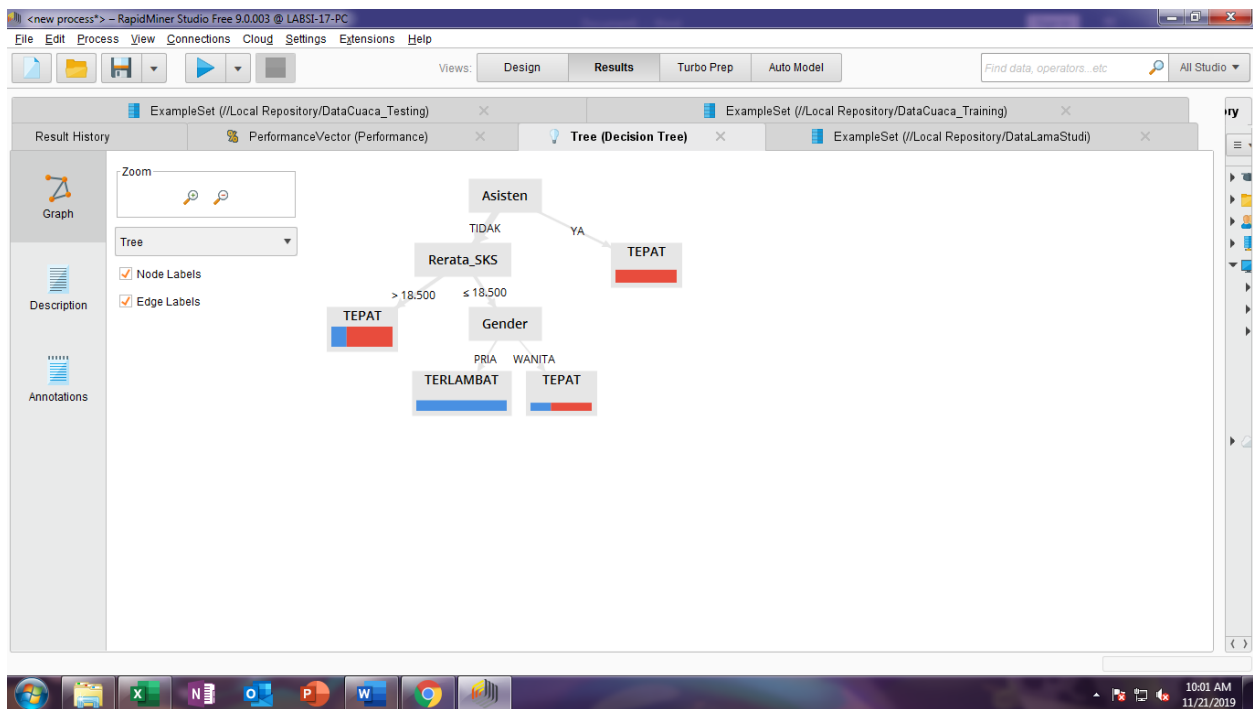 <new process*> – RapidMiner Studio Free 9.0.003 @ LABSI-17-PC
File Edit Process View Connections Cloud Settings Extensions Help
Views: Design Results Turbo Prep Auto Model Find data, operators...etc All Studio
ExampleSet (//Local Repository/DataCuaca_Testing) ExampleSet (//Local Repository/DataCuaca_Training)
Result History PerformanceVector (Performance) Tree (Decision Tree) ExampleSet (//Local Repository/DataLamaStudi)
ry
Graph
Description
Annotations
Zoom
Tree
Node Labels
Edge Labels
Asisten
TIDAK YA
Rerata_SKS TEPAT
> 18.500 ≤ 18.500
TEPAT Gender
PRIA WANITA
TERLAMBAT TEPAT
10:01 AM
11/21/2019